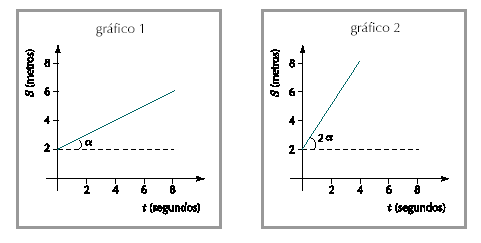 gráfico 1
S (metros)
8
6
4
2
α
2 4 6 8
t (segundos)
gráfico 2
S (metros)
8
6
4
2
2 α
2 4 6 8
t (segundos)